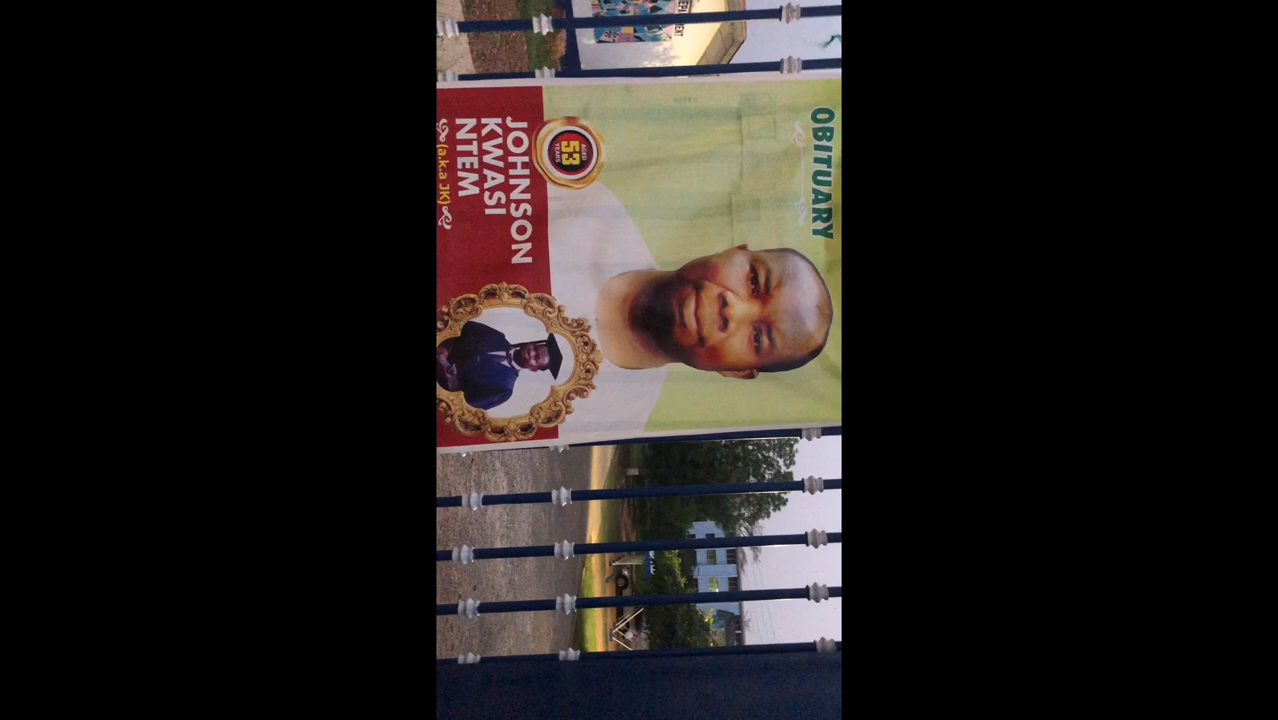 OBITUARY
AGED
53
YEARS
JOHNSON
KWASI
NTEM
(a.k.a JK)